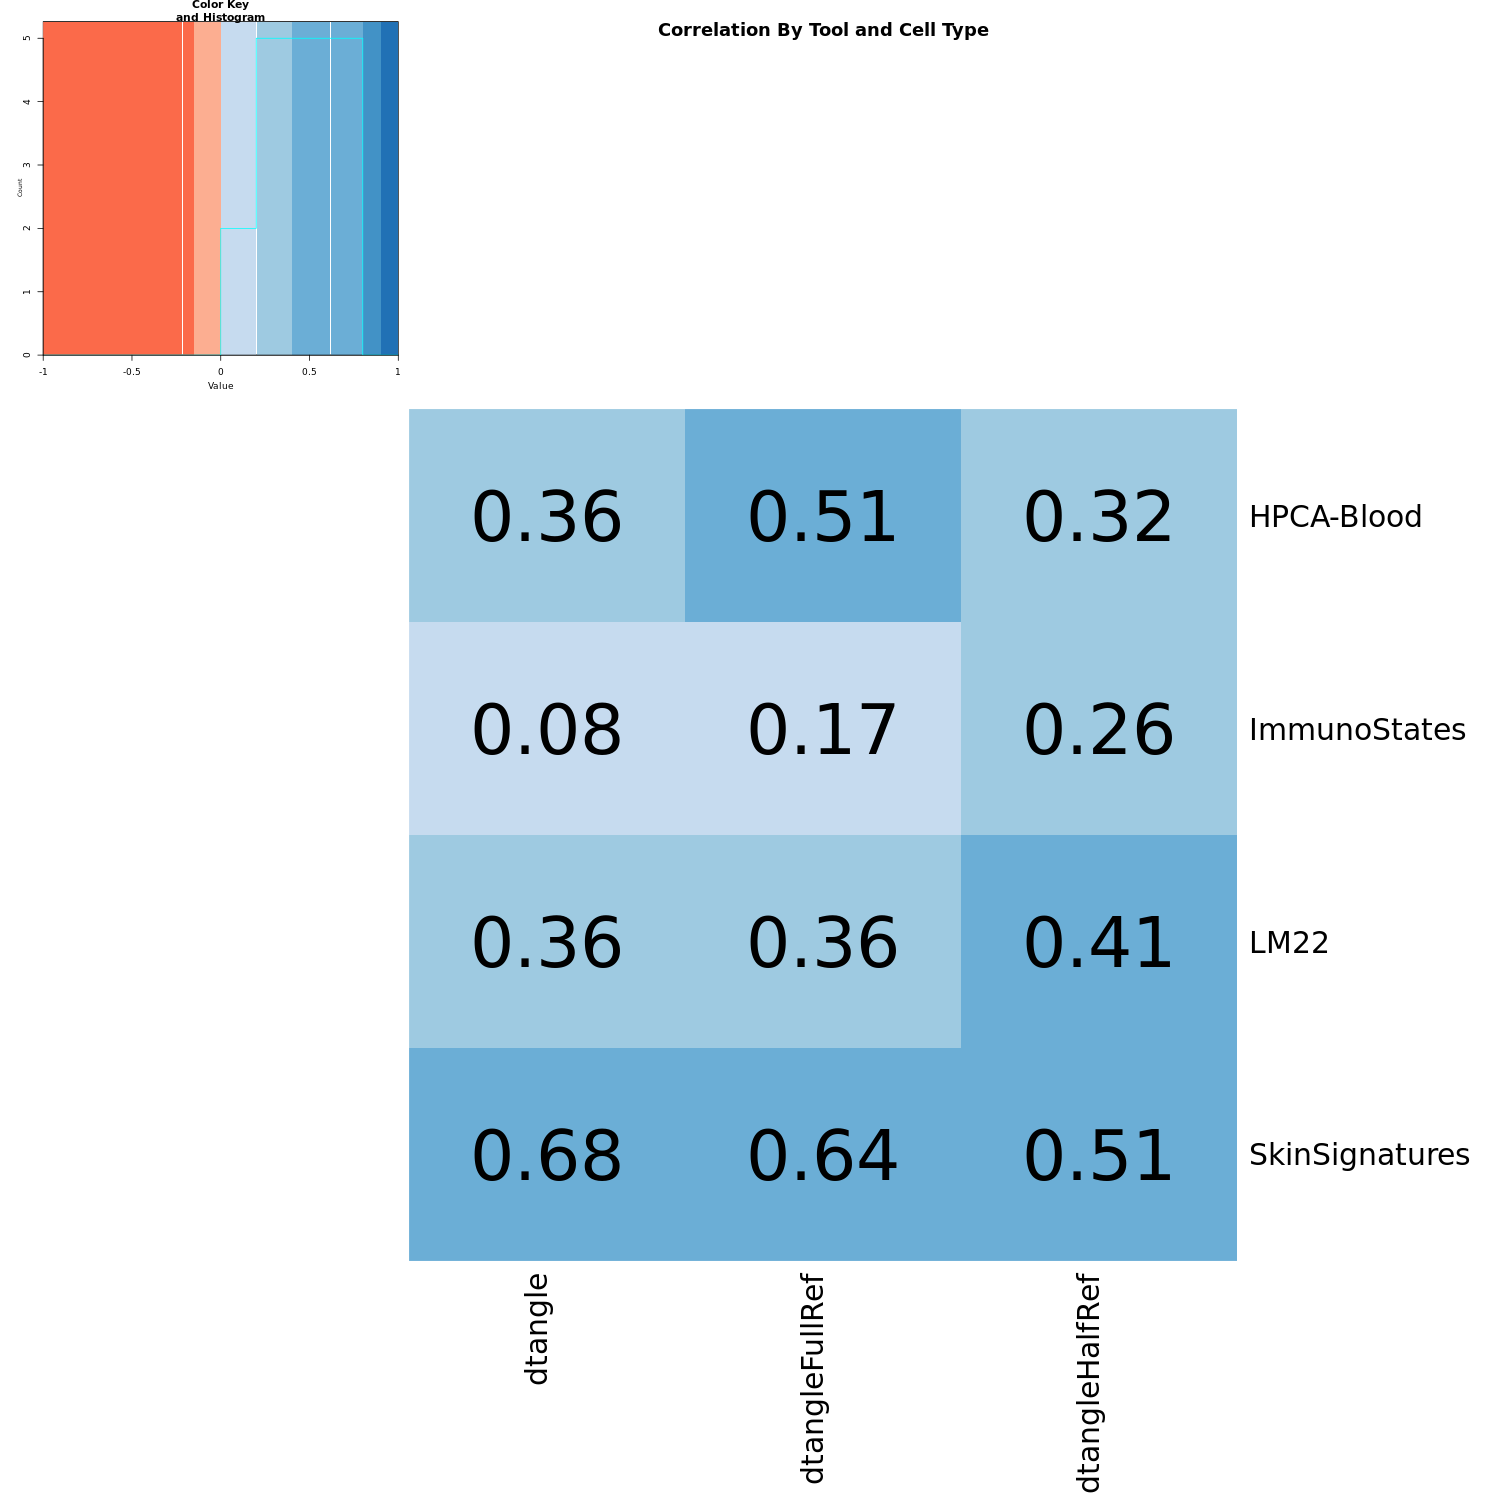 Color Key
and Histogram
Correlation By Tool and Cell Type
5
4
3
2
1
0
Count
-1 -0.5 0 0.5 1
Value
0.36 0.51 0.32 HPCA-Blood
0.08 0.17 0.26 ImmunoStates
0.36 0.36 0.41 LM22
0.68 0.64 0.51 SkinSignatures
dtangle
dtangleFullRef
dtangleHalfRef